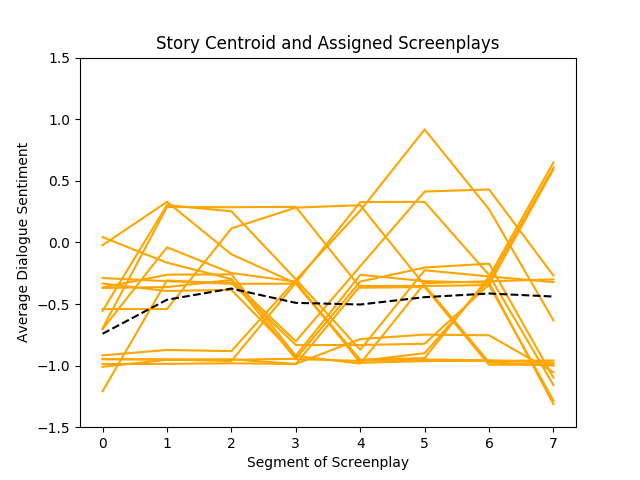 Story Centroid and Assigned Screenplays
1.5
1.0
0.5
0.0
−0.5
−1.0
−1.5
Average Dialogue Sentiment
0 1 2 3 4 5 6 7
Segment of Screenplay